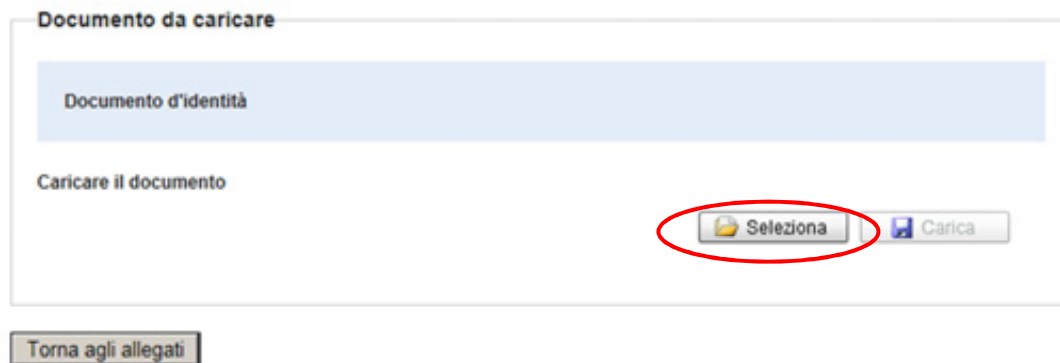 Documento da caricare
Documento d'identità
Caricare il documento
Seleziona Carica
Torna agli allegati